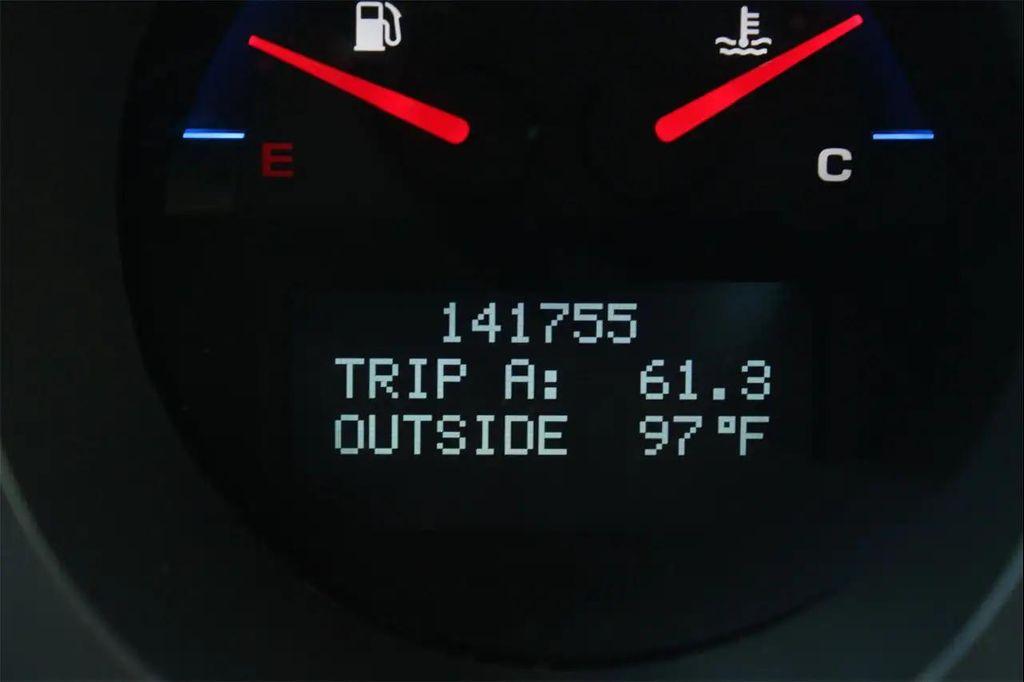 E C
141755
TRIP A: 61.3
OUTSIDE 97°F